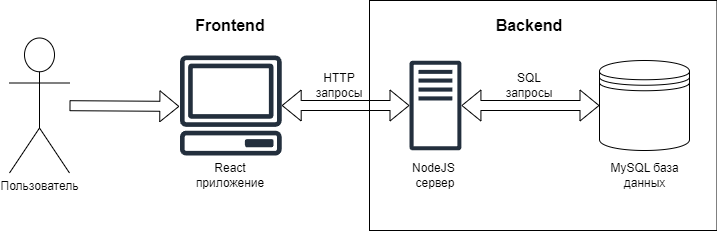 Frontend
Backend
HTTP
запросы
SQL
запросы
Пользователь
React
приложение
NodeJS
сервер
MySQL база
данных